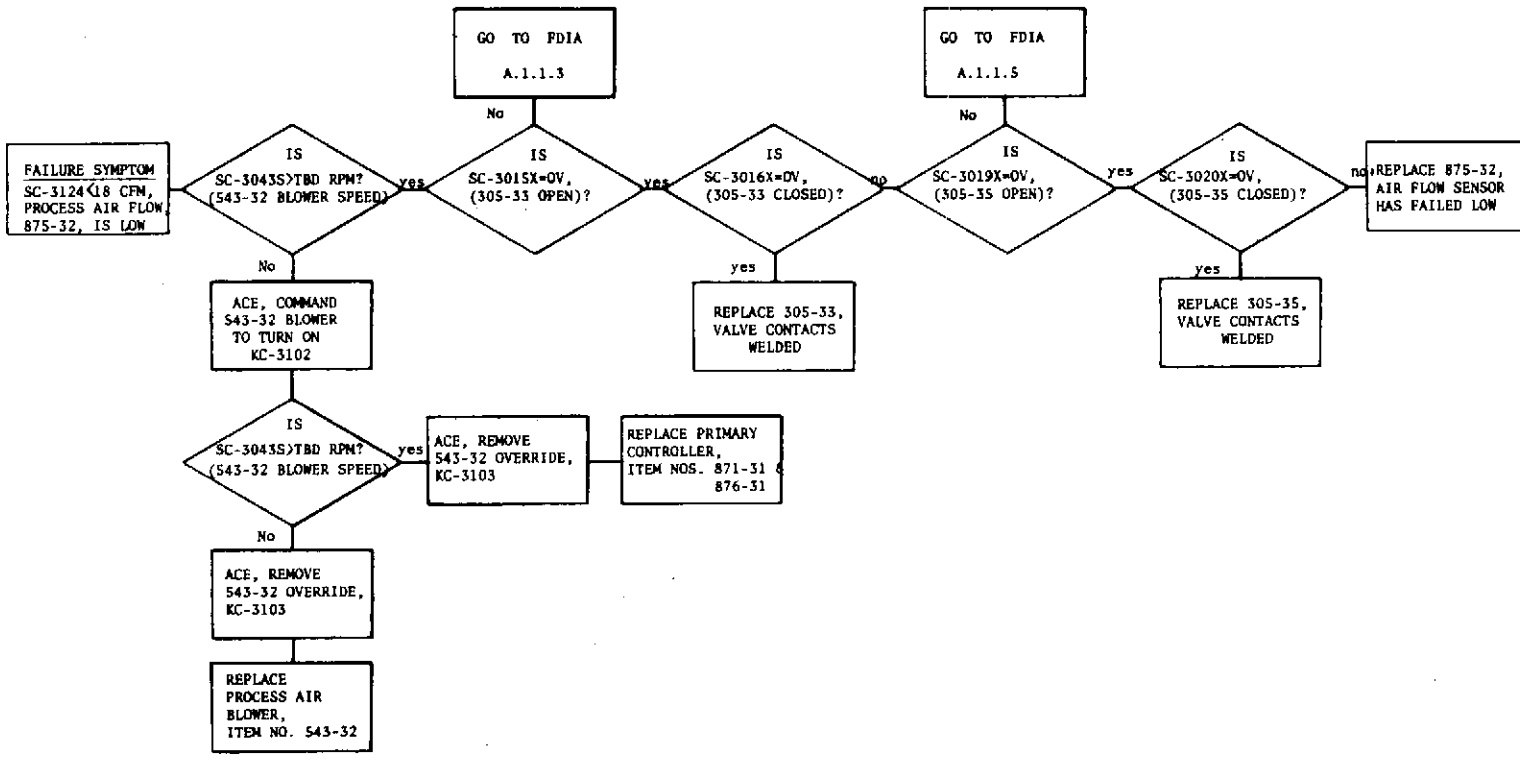 GO TO FDIA
A.1.1.3
GO TO FDIA
A.1.1.5
No
No
FAILURE SYMPTOM
SC-3124<18 CFM,
PROCESS AIR FLOW,
875-32, IS LOW
IS
SC-3043S>TBD RPM?
(543-32 BLOWER SPEED)
yes
IS
SC-3015X=0V,
(305-33 OPEN)?
yes
IS
SC-3016X=0V,
(305-33 CLOSED)?
no
IS
SC-3019X=0V,
(305-35 OPEN)?
yes
IS
SC-3020X=0V,
(305-35 CLOSED)?
no
REPLACE 875-32,
AIR FLOW SENSOR
HAS FAILED LOW
No
yes
yes
ACE, COMMAND
543-32 BLOWER
TO TURN ON
KC-3102
REPLACE 305-33,
VALVE CONTACTS
WELDED
REPLACE 305-35,
VALVE CONTACTS
WELDED
IS
SC-3043S>TBD RPM?
(543-32 BLOWER SPEED)
yes
ACE, REMOVE
543-32 OVERRIDE,
KC-3103
REPLACE PRIMARY
CONTROLLER,
ITEM NOS. 871-31 &
876-31
No
ACE, REMOVE
543-32 OVERRIDE,
KC-3103
REPLACE
PROCESS AIR
BLOWER,
ITEM NO. 543-32